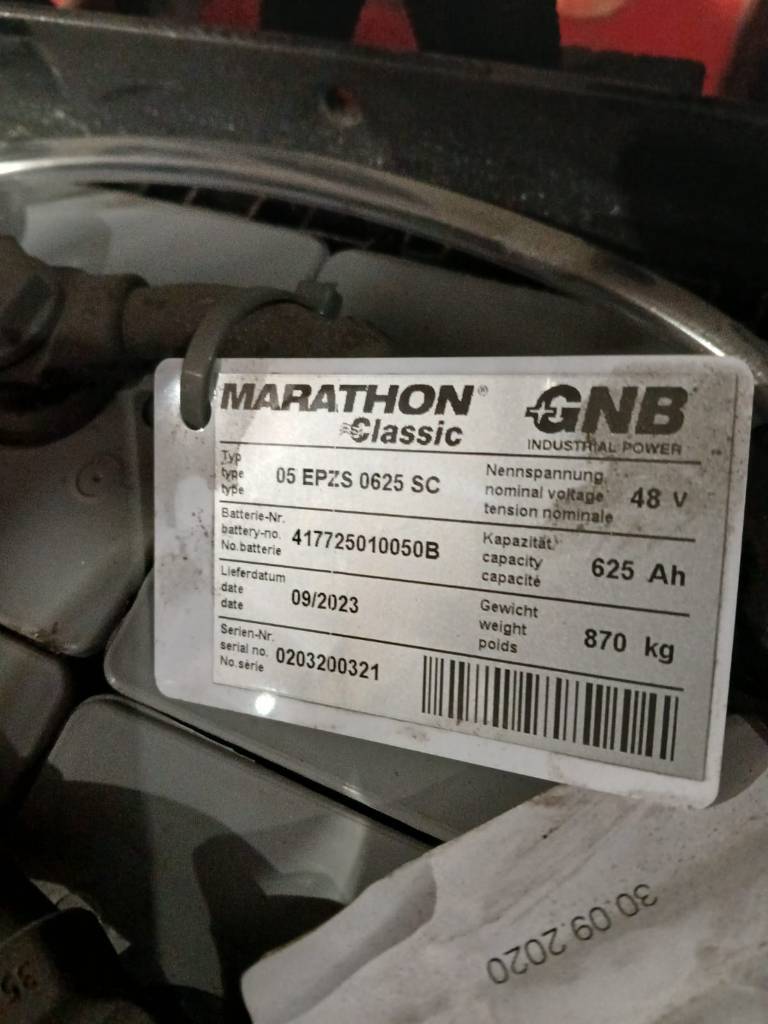 MARATHON®
Classic
GNB
INDUSTRIAL POWER
Typ
type
type
05 EPZS 0625 SC
Nennspannung
nominal voltage
tension nominale
48 V
Batterie-Nr.
battery-no.
No.batterie
417725010050B
Kapazität
capacity
capacité
625 Ah
Lieferdatum
date
date
09/2023
Gewicht
weight
poids
870 kg
Serien-Nr.
serial no.
No.série
0203200321
30.09.2020
35